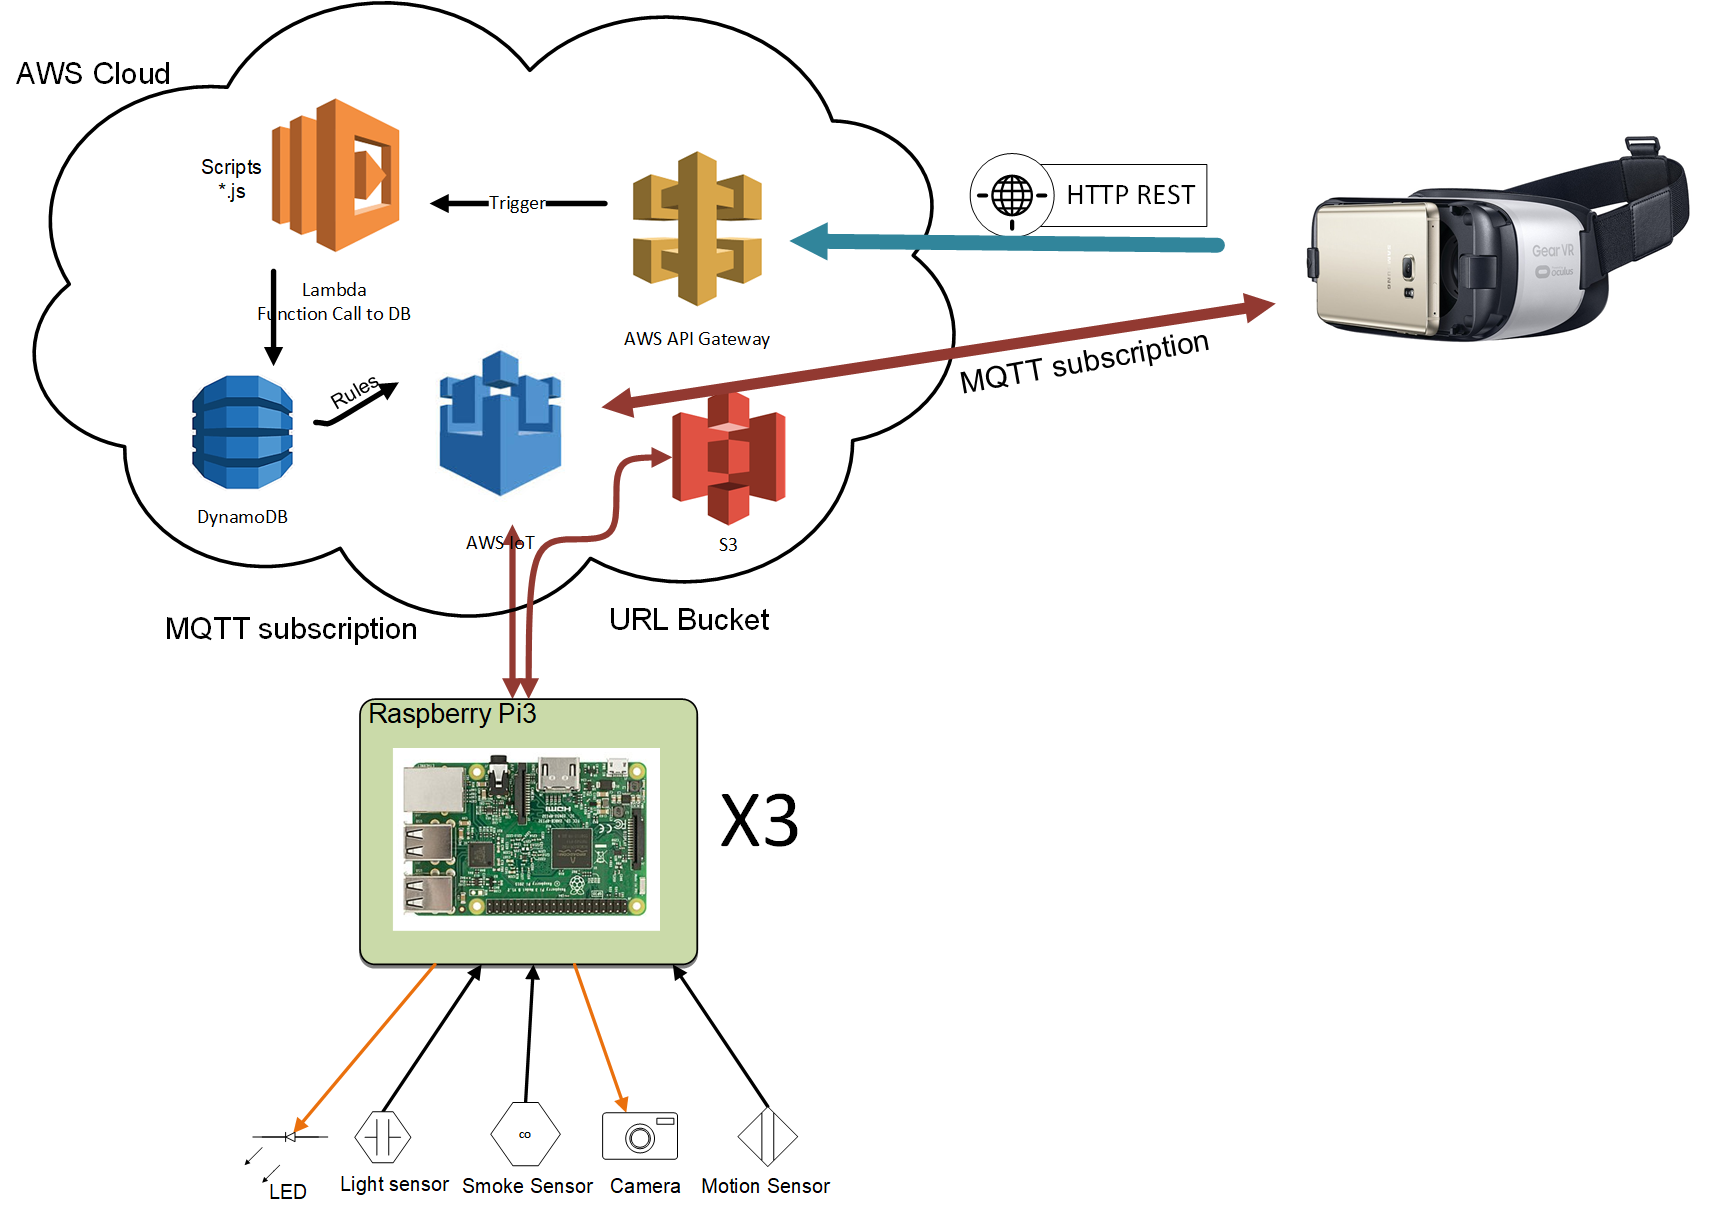 AWS Cloud
Scripts
*.js
Trigger
HTTP REST
Gear VR
oculus
Lambda
Function Call to DB
AWS API Gateway
MQTT subscription
Rules
DynamoDB
AWS IoT
S3
MQTT subscription
URL Bucket
Raspberry Pi3
HDMI
X3
CO
LED
Light sensor
Smoke Sensor
Camera
Motion Sensor